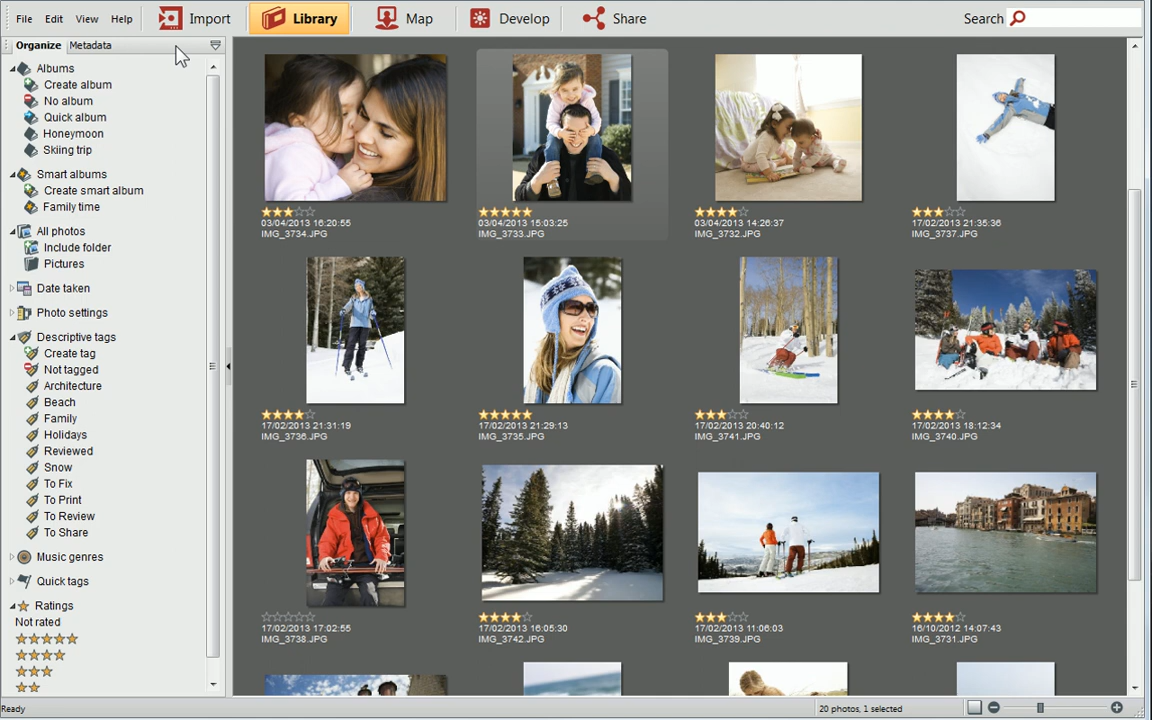 File Edit View Help Import Library Map Develop Share Search
Organize Metadata
Albums
Create album
No album
Quick album
Honeymoon
Skiing trip
Smart albums
Create smart album
Family time
All photos
Include folder
Pictures
Date taken
Photo settings
Descriptive tags
Create tag
Not tagged
Architecture
Beach
Family
Holidays
Reviewed
Snow
To Fix
To Print
To Review
To Share
Music genres
Quick tags
Ratings
Not rated
03/04/2013 16:20:55 03/04/2013 15:03:25 03/04/2013 14:26:37 17/02/2013 21:35:36
IMG_3734.JPG IMG_3733.JPG IMG_3732.JPG IMG_3737.JPG
17/02/2013 21:31:19 17/02/2013 21:29:13 17/02/2013 20:40:12 17/02/2013 18:12:34
IMG_3736.JPG IMG_3735.JPG IMG_3741.JPG IMG_3740.JPG
17/02/2013 17:02:55 17/02/2013 16:05:30 17/02/2013 11:06:03 16/10/2012 14:07:43
IMG_3738.JPG IMG_3742.JPG IMG_3739.JPG IMG_3731.JPG
Ready 20 photos, 1 selected